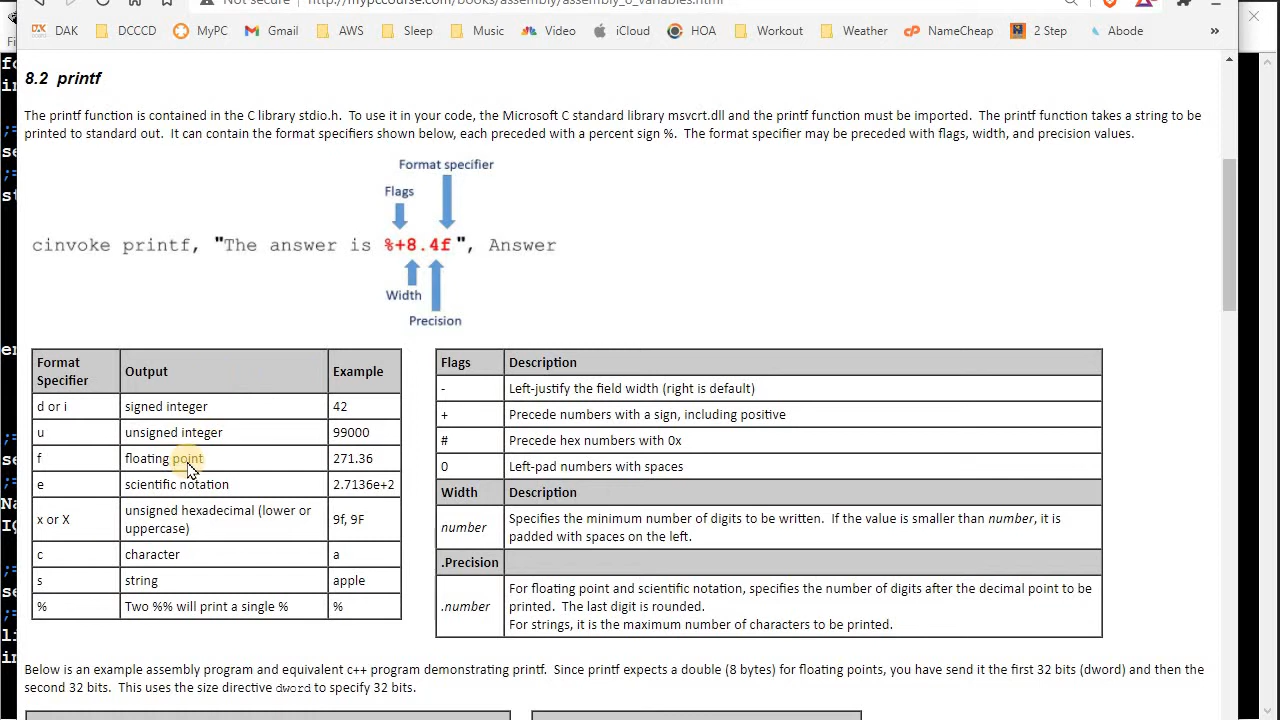 Not secure http://mypccourse.com/books/assembly/assembly_8_variables.html
DAK DCCCD MyPC Gmail AWS Sleep Music Video iCloud HOA Workout Weather NameCheap 2 Step Abode »
8.2 printf
The printf function is contained in the C library stdio.h. To use it in your code, the Microsoft C standard library msvcrt.dll and the printf function must be imported. The printf function takes a string to be
printed to standard out. It can contain the format specifiers shown below, each preceded with a percent sign %. The format specifier may be preceded with flags, width, and precision values.
Format specifier
Flags
cinvoke printf, "The answer is %+8.4f", Answer
Width
Precision
Format Specifier Output Example
d or i signed integer 42
u unsigned integer 99000
f floating point 271.36
e scientific notation 2.7136e+2
x or X unsigned hexadecimal (lower or uppercase) 9f, 9F
c character a
s string apple
% Two %% will print a single % %
Flags Description
- Left-justify the field width (right is default)
+ Precede numbers with a sign, including positive
# Precede hex numbers with 0x
0 Left-pad numbers with spaces
Width Description
number Specifies the minimum number of digits to be written. If the value is smaller than number, it is
padded with spaces on the left.
.Precision
.number For floating point and scientific notation, specifies the number of digits after the decimal point to be
printed. The last digit is rounded.
For strings, it is the maximum number of characters to be printed.
Below is an example assembly program and equivalent c++ program demonstrating printf. Since printf expects a double (8 bytes) for floating points, you have send it the first 32 bits (dword) and then the
second 32 bits. This uses the size directive dword to specify 32 bits.